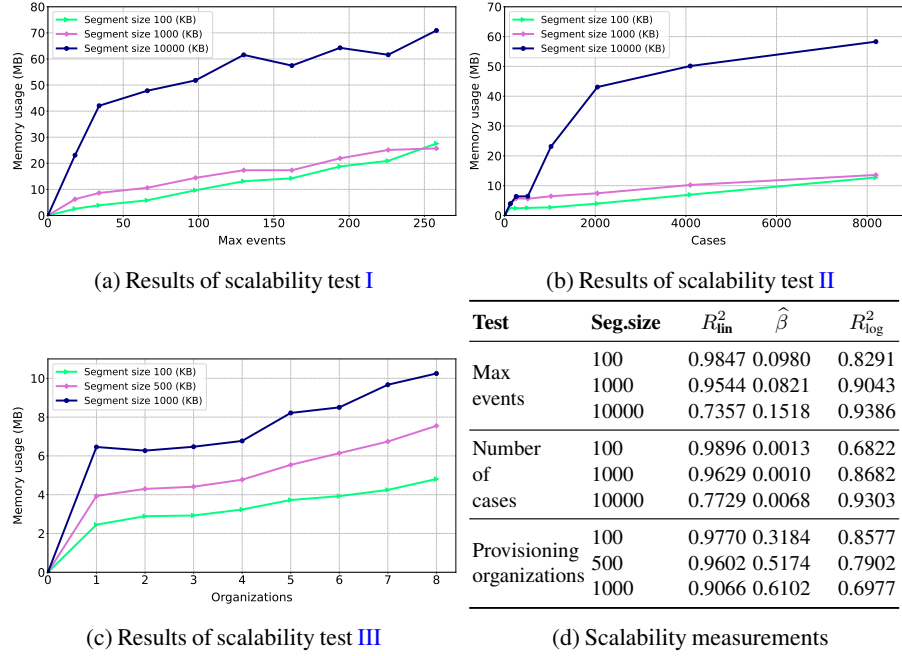 Segment size 100 (KB)
Segment size 1000 (KB)
Segment size 10000 (KB)
Memory usage (MB)
80
70
60
50
40
30
20
10
0
0 50 100 150 200 250
Max events
(a) Results of scalability test I
Segment size 100 (KB)
Segment size 1000 (KB)
Segment size 10000 (KB)
Memory usage (MB)
70
60
50
40
30
20
10
0
0 2000 4000 6000 8000
Cases
(b) Results of scalability test II
Segment size 100 (KB)
Segment size 500 (KB)
Segment size 1000 (KB)
Memory usage (MB)
10
8
6
4
2
0
0 1 2 3 4 5 6 7 8
Organizations
(c) Results of scalability test III
Test Seg.size R²lin β̂ R²log
Max events
100 0.9847 0.0980 0.8291
1000 0.9544 0.0821 0.9043
10000 0.7357 0.1518 0.9386
Number of cases
100 0.9896 0.0013 0.6822
1000 0.9629 0.0010 0.8682
10000 0.7729 0.0068 0.9303
Provisioning organizations
100 0.9770 0.3184 0.8577
500 0.9602 0.5174 0.7902
1000 0.9066 0.6102 0.6977
(d) Scalability measurements